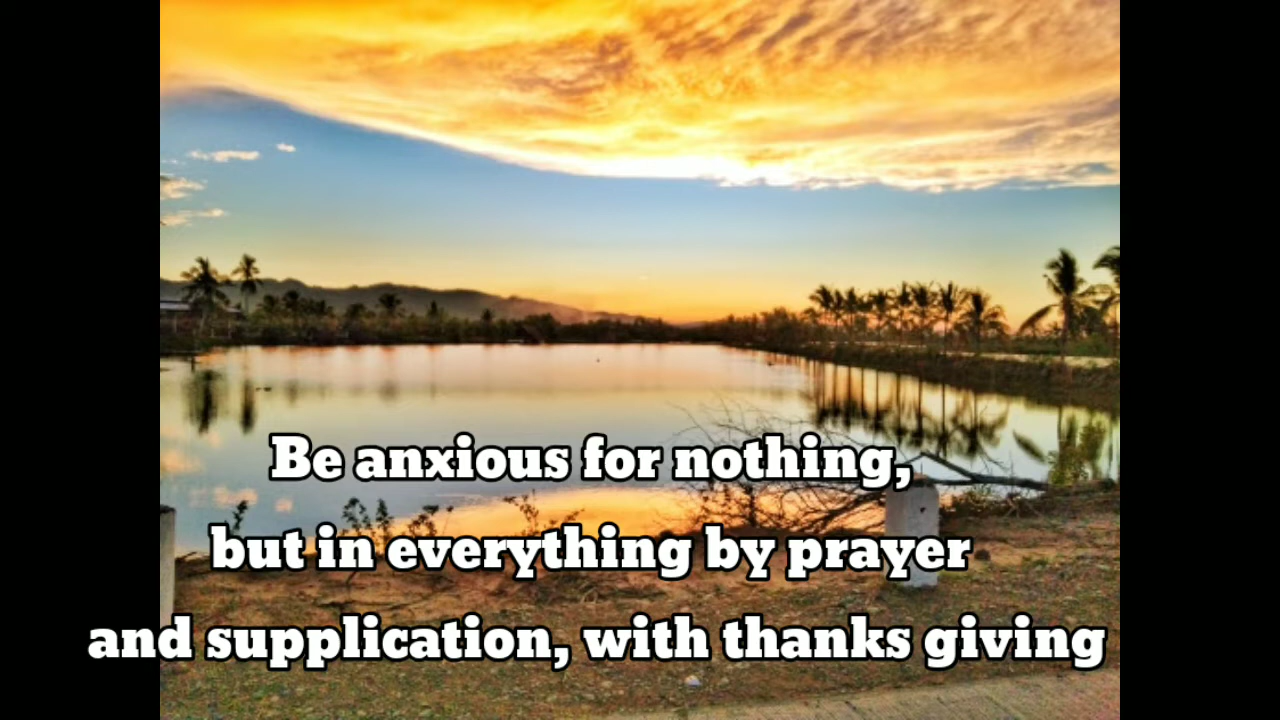 Be anxious for nothing,
but in everything by prayer
and supplication, with thanks giving